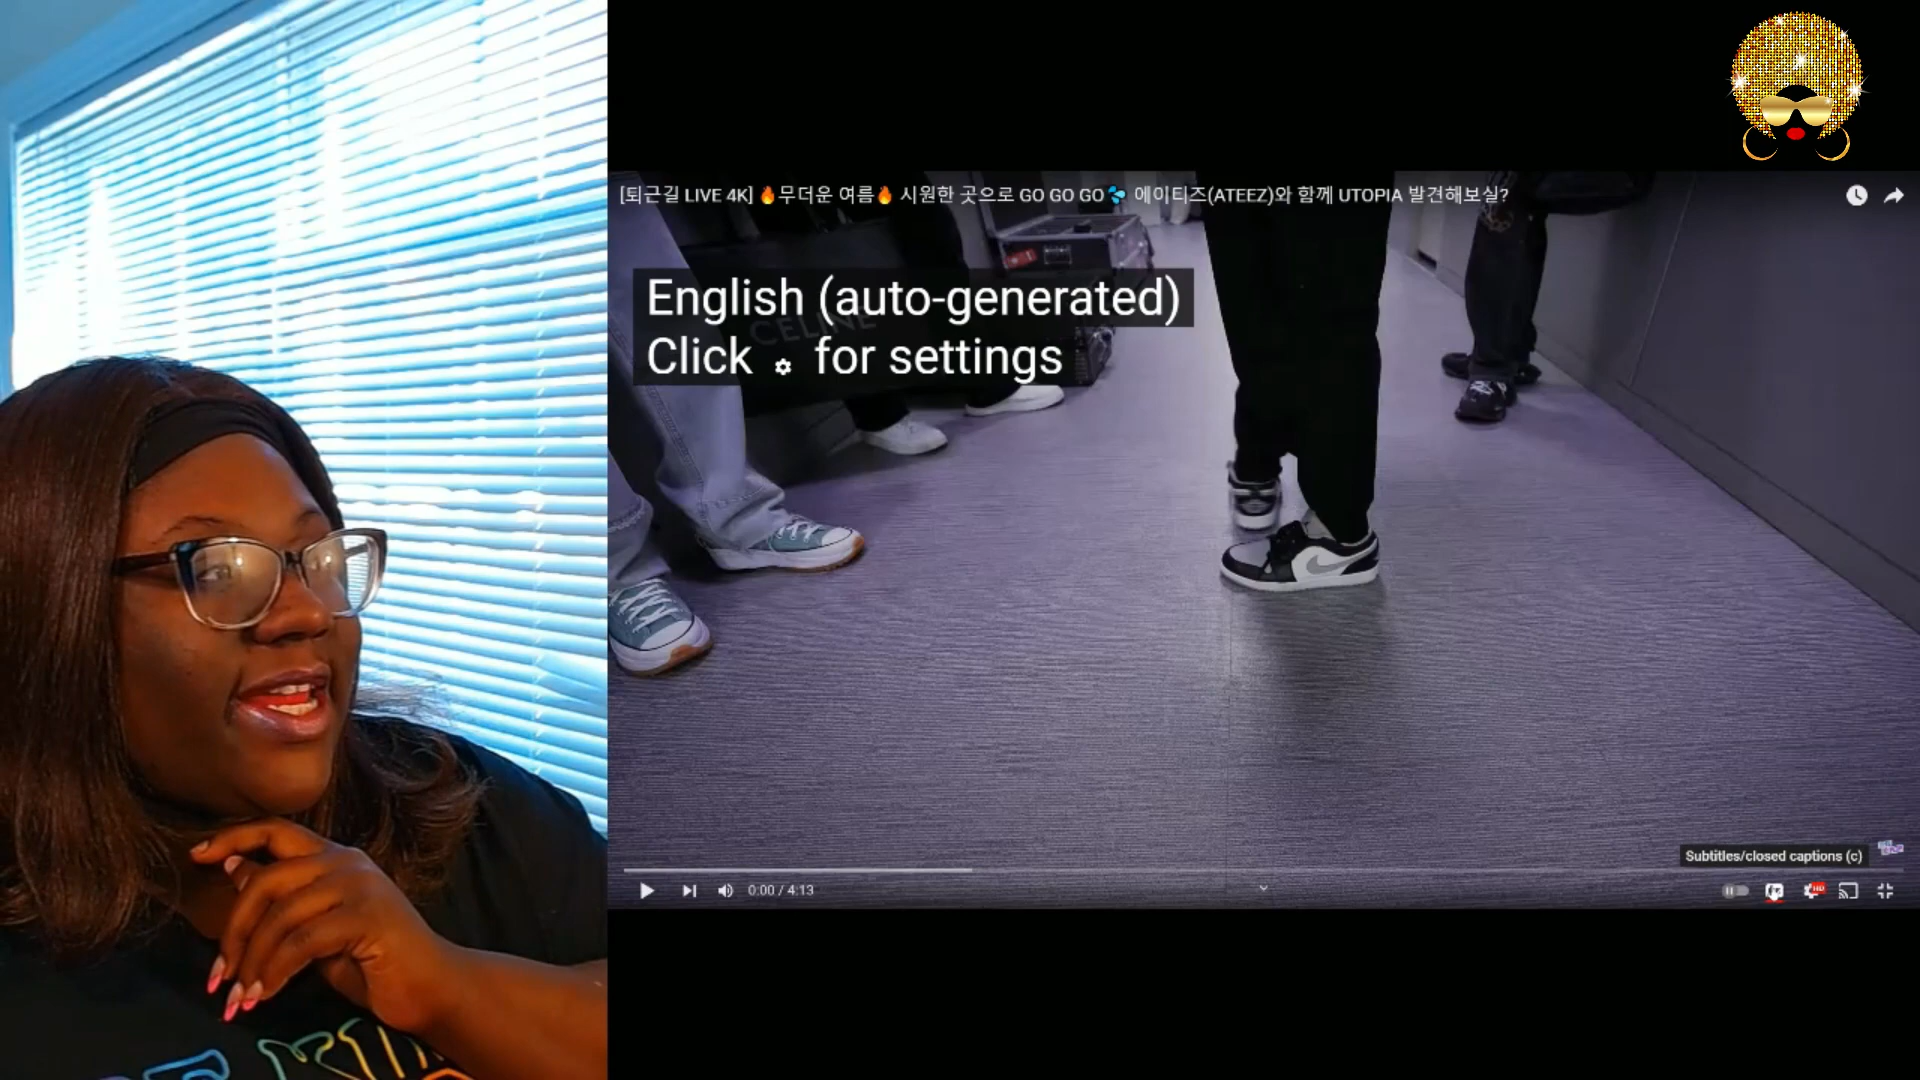 [퇴근길 LIVE 4K] 🔥무더운 여름🔥 시원한 곳으로 GO GO GO💦 에이티즈(ATEEZ)와 함께 UTOPIA 발견해보실?
English (auto-generated)
Click ⚙ for settings
CELINE
Subtitles/closed captions (c)
0:00 / 4:13
HD